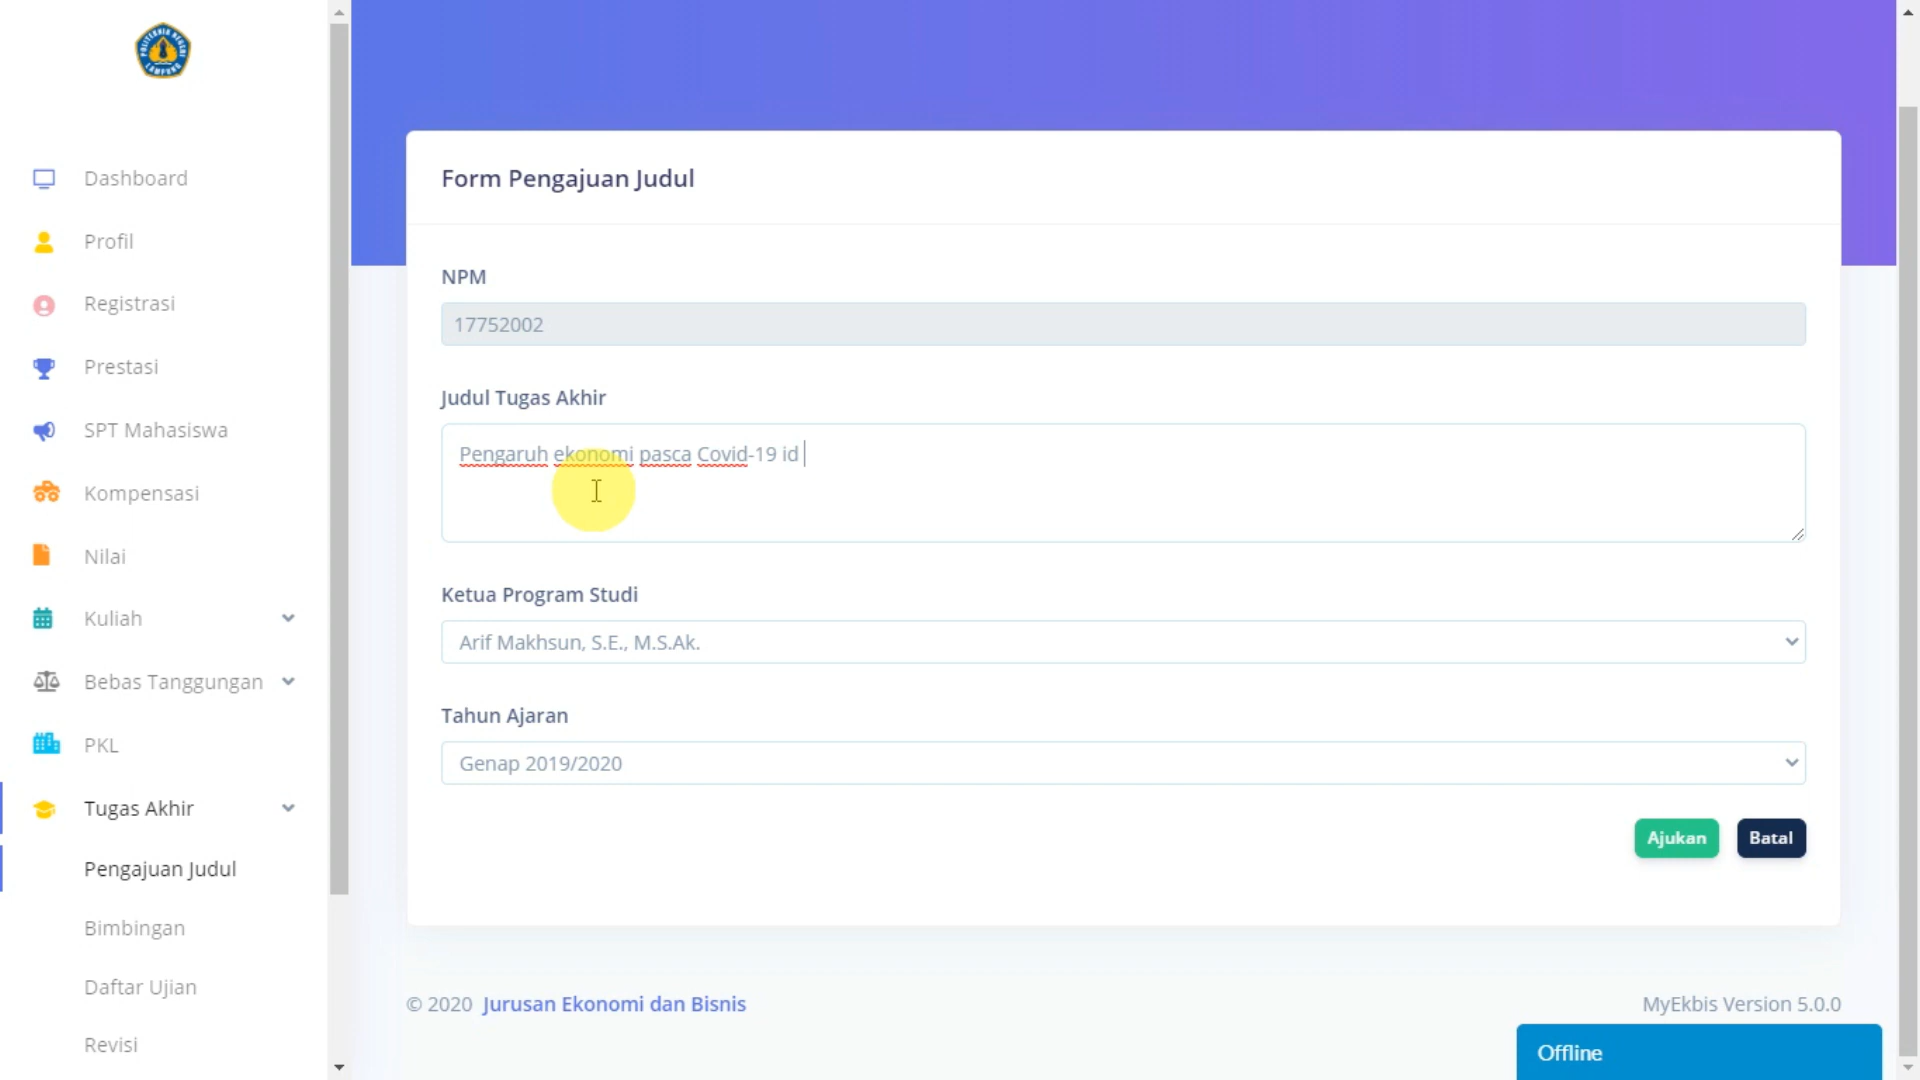 POLITEKNIK NEGERI
LAMPUNG
Dashboard
Profil
Registrasi
Prestasi
SPT Mahasiswa
Kompensasi
Nilai
Kuliah
Bebas Tanggungan
PKL
Tugas Akhir
Pengajuan Judul
Bimbingan
Daftar Ujian
Revisi
Form Pengajuan Judul
NPM
17752002
Judul Tugas Akhir
Pengaruh ekonomi pasca Covid-19 id
Ketua Program Studi
Arif Makhsun, S.E., M.S.Ak.
Tahun Ajaran
Genap 2019/2020
Ajukan Batal
© 2020 Jurusan Ekonomi dan Bisnis
MyEkbis Version 5.0.0
Offline